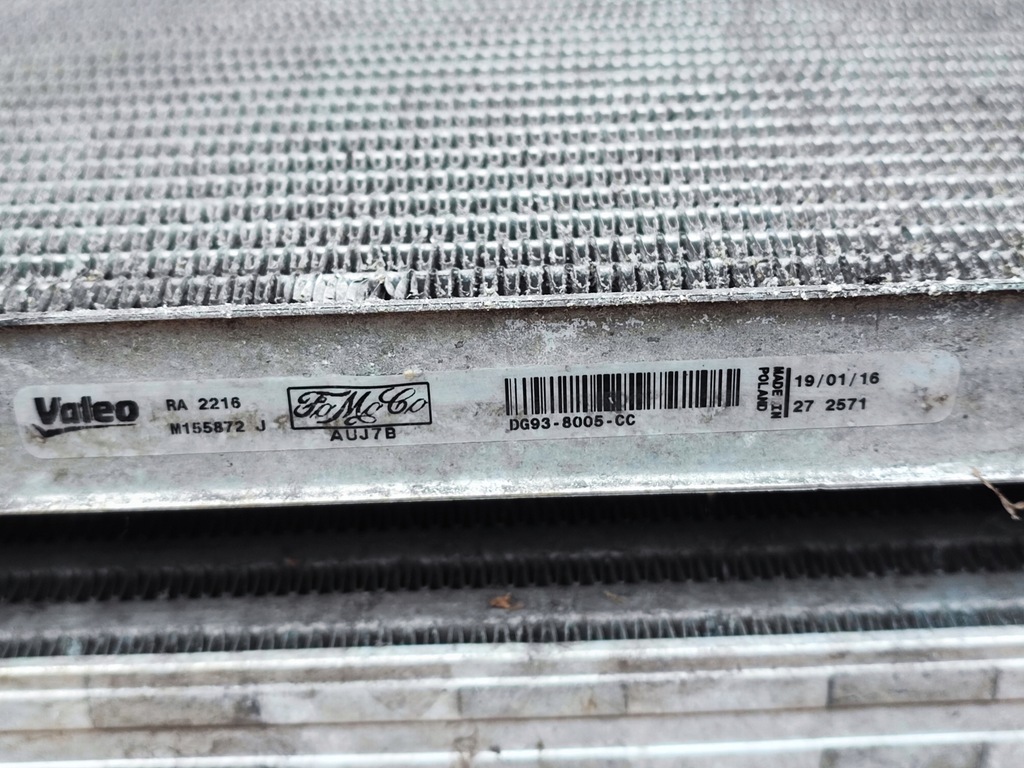 Valeo
RA 2216
M155872 J
FoMoCo
AUJ7B
DG93-8005-CC
MADE IN
POLAND
19/01/16
27 2571